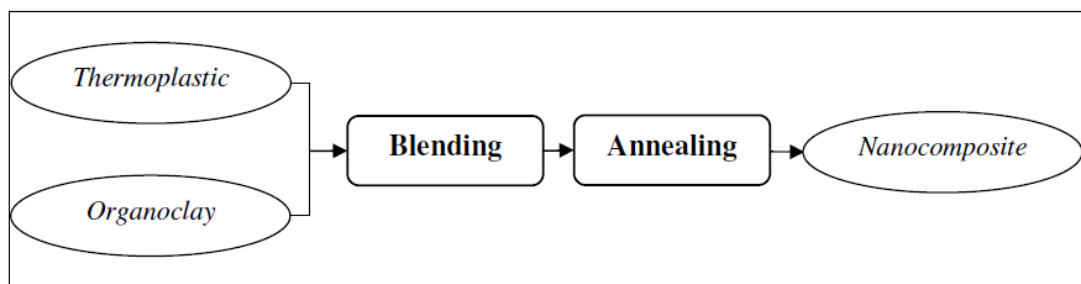 Thermoplastic
Organoclay
Blending
Annealing
Nanocomposite